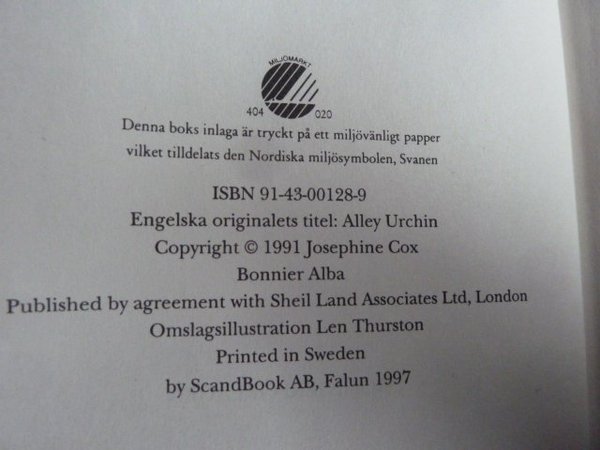 MILJÖMÄRKT
404 020
Denna boks inlaga är tryckt på ett miljövänligt papper
vilket tilldelats den Nordiska miljösymbolen, Svanen
ISBN 91-43-00128-9
Engelska originalets titel: Alley Urchin
Copyright © 1991 Josephine Cox
Bonnier Alba
Published by agreement with Sheil Land Associates Ltd, London
Omslagsillustration Len Thurston
Printed in Sweden
by ScandBook AB, Falun 1997